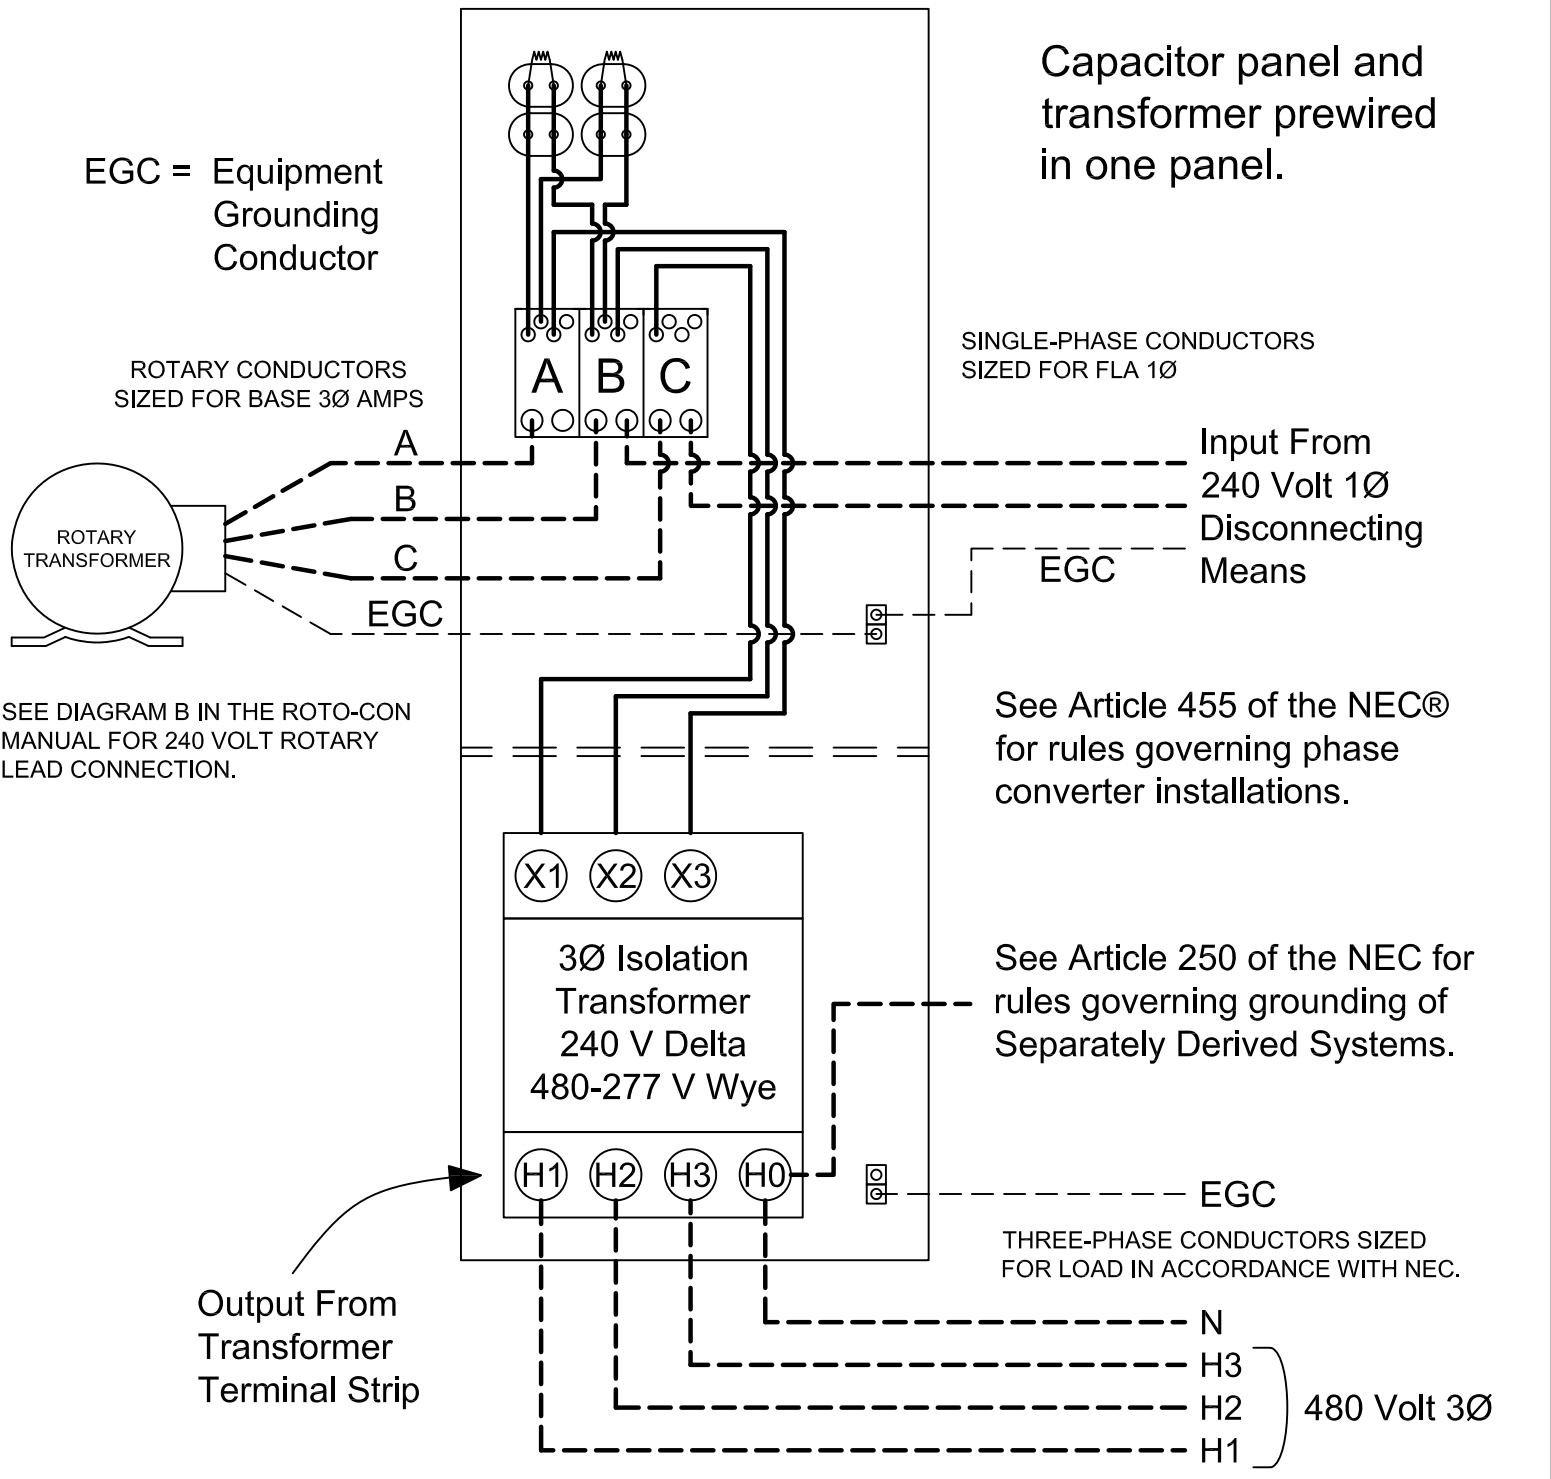 Capacitor panel and
transformer prewired
in one panel.
EGC = Equipment
Grounding
Conductor
ROTARY CONDUCTORS
SIZED FOR BASE 3Ø AMPS
SINGLE-PHASE CONDUCTORS
SIZED FOR FLA 1Ø
A B C
A
B
C
EGC
ROTARY
TRANSFORMER
Input From
240 Volt 1Ø
Disconnecting
Means
EGC
SEE DIAGRAM B IN THE ROTO-CON
MANUAL FOR 240 VOLT ROTARY
LEAD CONNECTION.
See Article 455 of the NEC®
for rules governing phase
converter installations.
X1 X2 X3
3Ø Isolation
Transformer
240 V Delta
480-277 V Wye
See Article 250 of the NEC for
rules governing grounding of
Separately Derived Systems.
H1 H2 H3 H0
EGC
THREE-PHASE CONDUCTORS SIZED
FOR LOAD IN ACCORDANCE WITH NEC.
Output From
Transformer
Terminal Strip
N
H3
H2
H1
480 Volt 3Ø